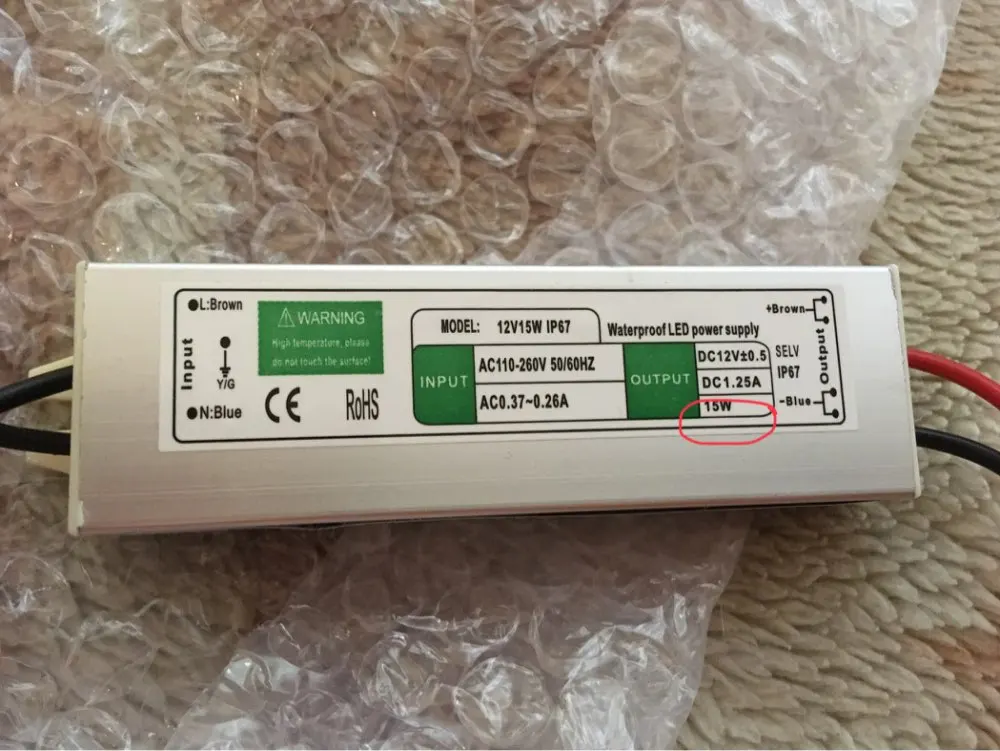 L:Brown
Input
Y/G
N:Blue
⚠ WARNING
High temperature, please
do not touch the surface!
CE
RoHS
MODEL: 12V15W IP67
Waterproof LED power supply
INPUT
AC110-260V 50/60HZ
AC0.37~0.26A
OUTPUT
DC12V±0.5
DC1.25A
15W
SELV
IP67
+Brown
Output
-Blue